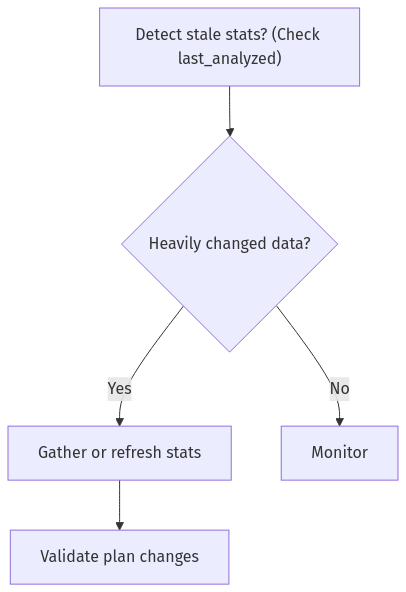 Detect stale stats? (Check
last_analyzed)
Heavily changed data?
Yes
No
Gather or refresh stats
Monitor
Validate plan changes